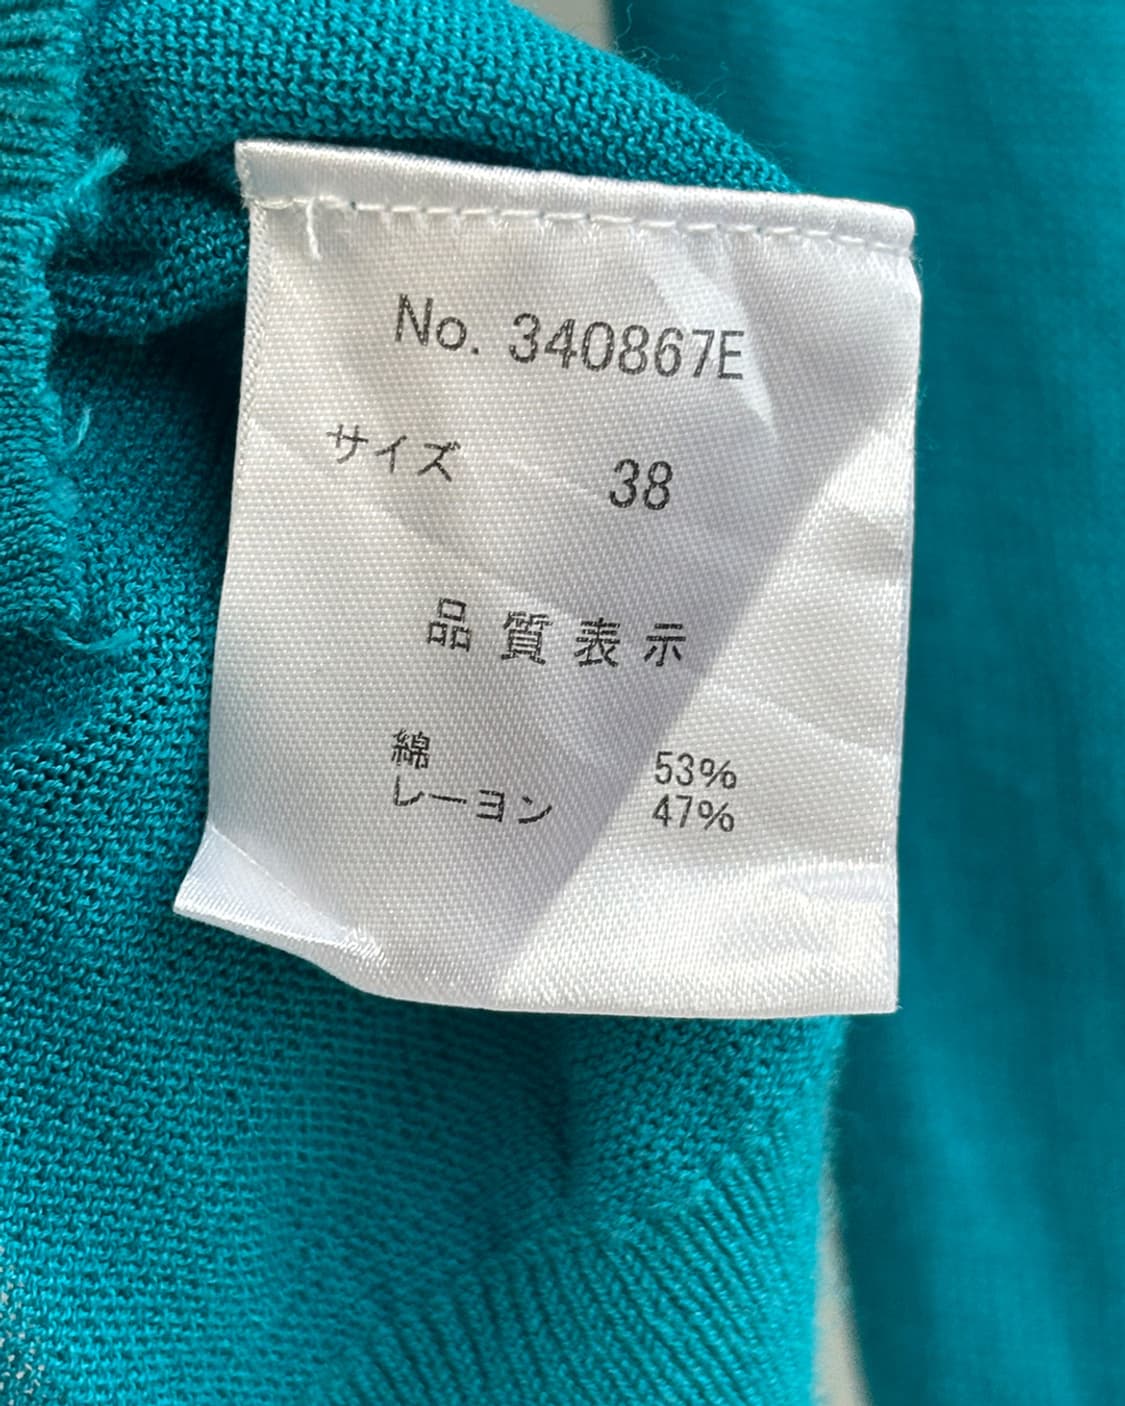 No. 340867E
サイズ 38
品質表示
綿 53%
レーヨン 47%